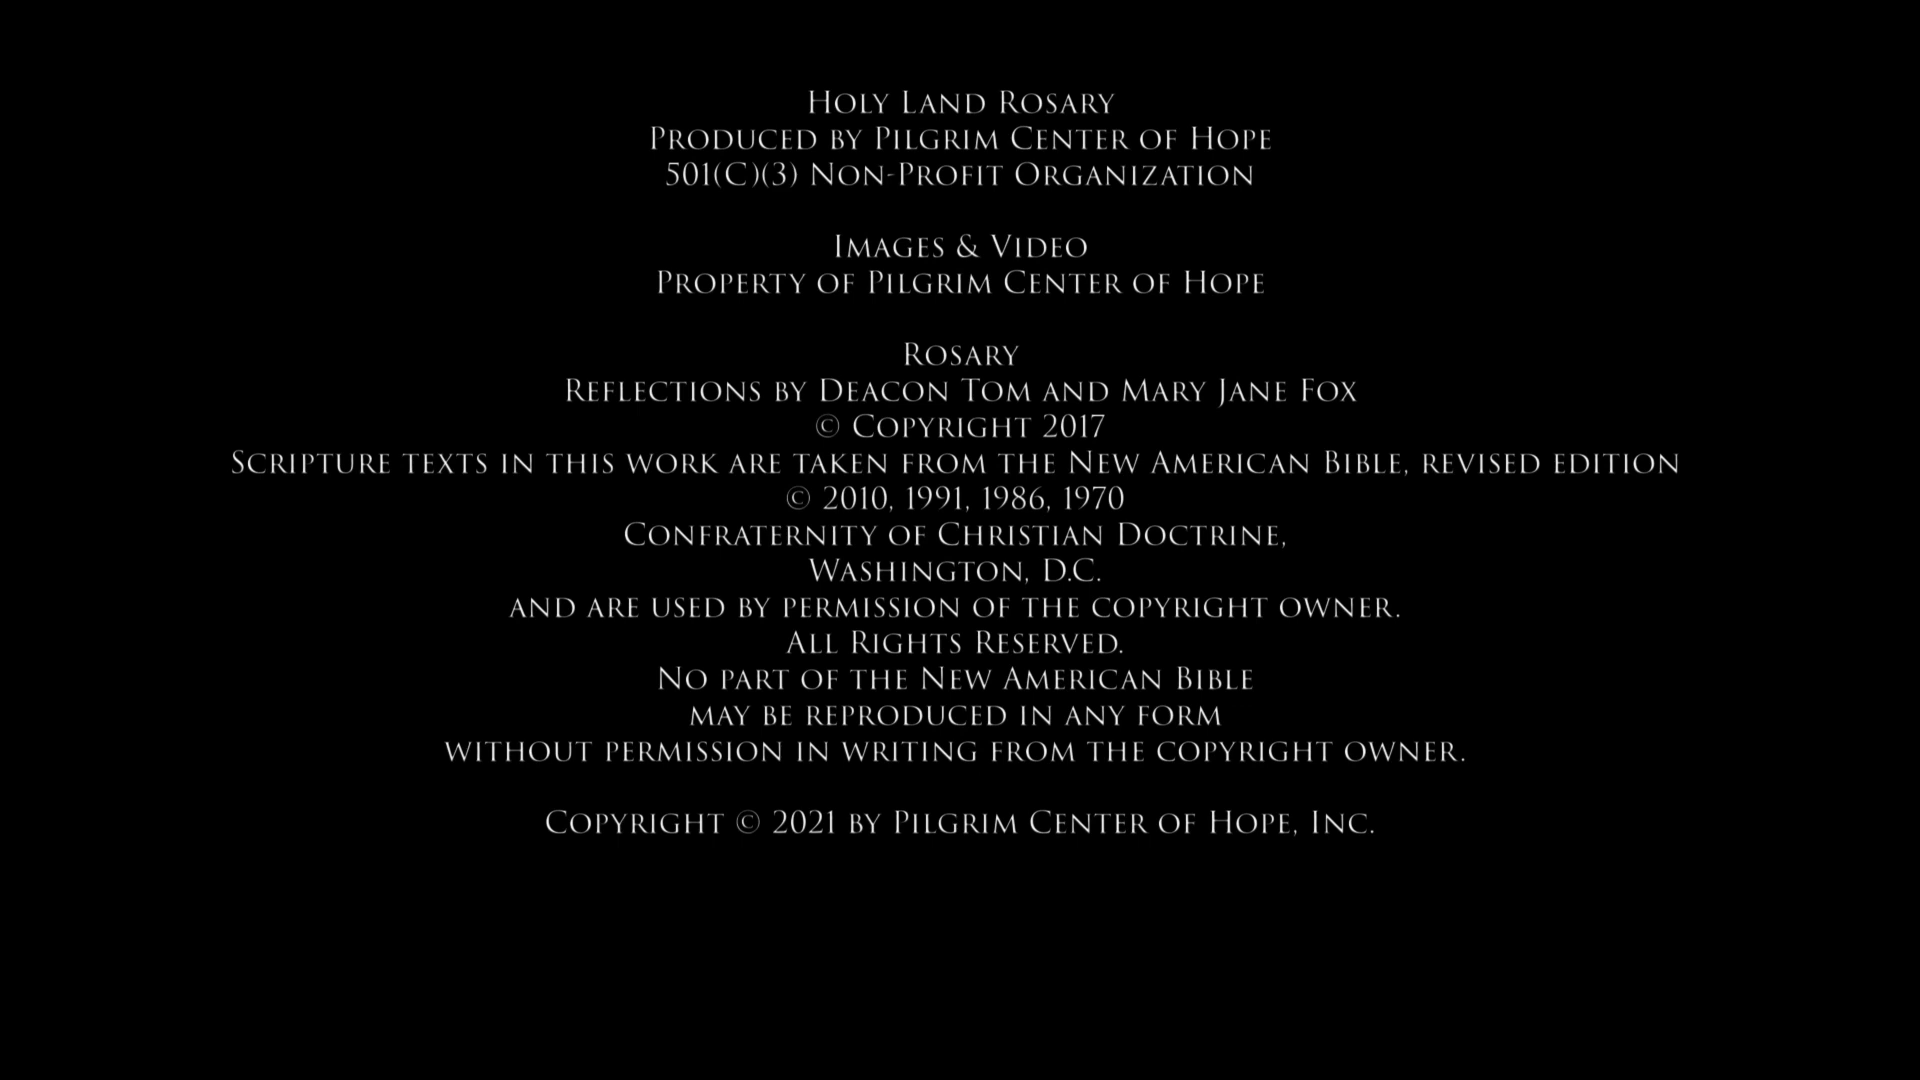 Holy Land Rosary
Produced by Pilgrim Center of Hope
501(C)(3) Non-Profit Organization
Images & Video
Property of Pilgrim Center of Hope
Rosary
Reflections by Deacon Tom and Mary Jane Fox
© Copyright 2017
Scripture texts in this work are taken from the New American Bible, revised edition
© 2010, 1991, 1986, 1970
Confraternity of Christian Doctrine,
Washington, D.C.
and are used by permission of the copyright owner.
All Rights Reserved.
No part of the New American Bible
may be reproduced in any form
without permission in writing from the copyright owner.
Copyright © 2021 by Pilgrim Center of Hope, Inc.